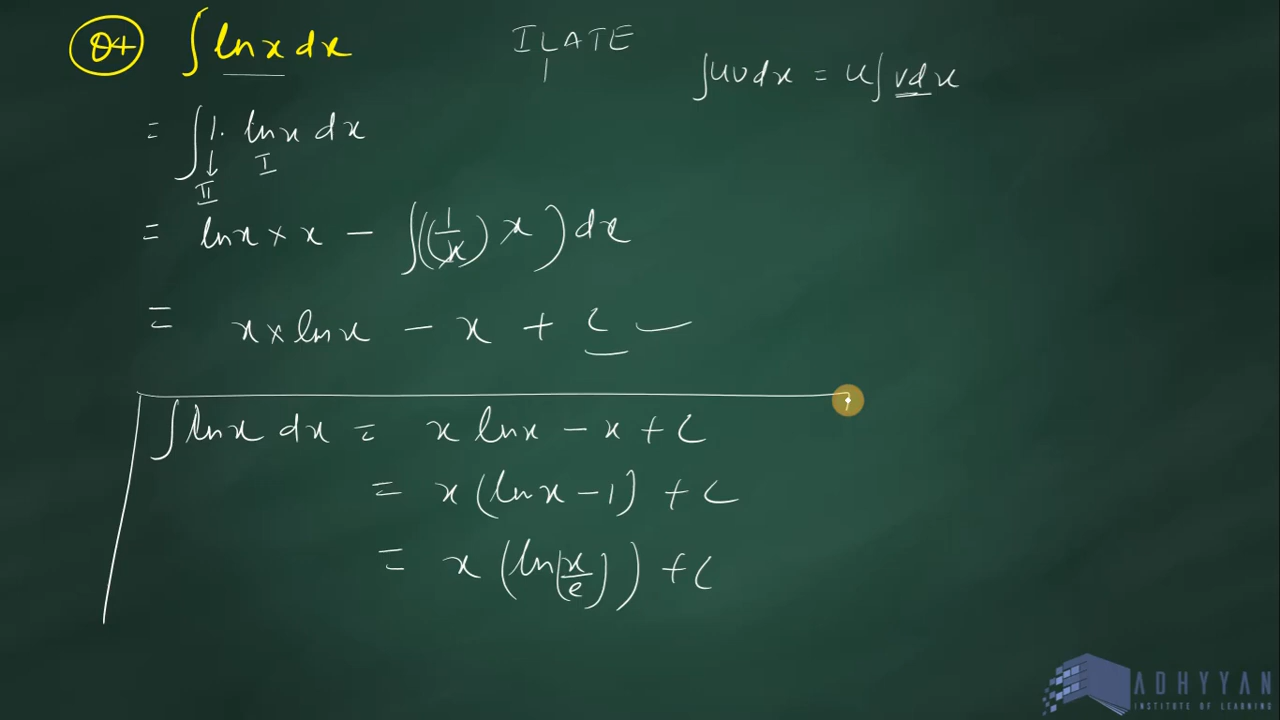 Q→ ∫ ln x dx
ILATE
∫uv dx = u∫v dx
= ∫ 1. ln x dx
II I
= ln x × x − ∫((1/x) x) dx
= x × ln x − x + C
∫ ln x dx = x ln x − x + C
= x (ln x − 1) + C
= x (ln(x/e)) + C
ADHYYAN
INSTITUTE OF LEARNING